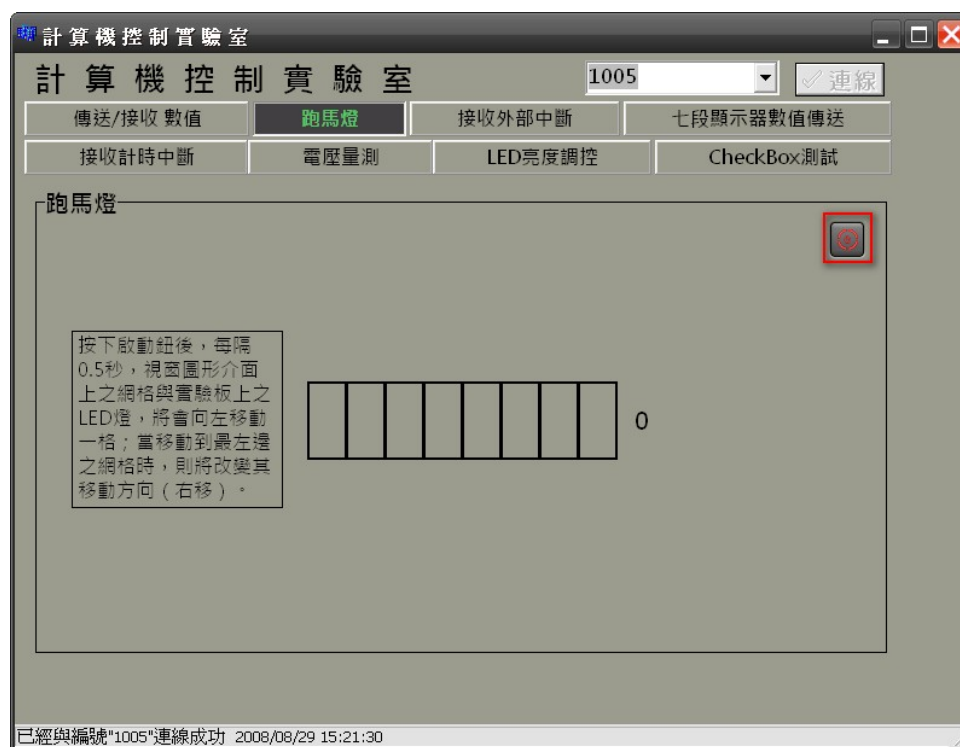 計算機控制實驗室
計算機控制實驗室
1005
連線
傳送/接收 數值
跑馬燈
接收外部中斷
七段顯示器數值傳送
接收計時中斷
電壓量測
LED亮度調控
CheckBox測試
跑馬燈
按下啟動鈕後，每隔
0.5秒，視窗圖形介面
上之網格與實驗板上之
LED燈，將會向左移動
一格；當移動到最左邊
之網格時，則將改變其
移動方向（右移）。
0
已經與編號"1005"連線成功 2008/08/29 15:21:30